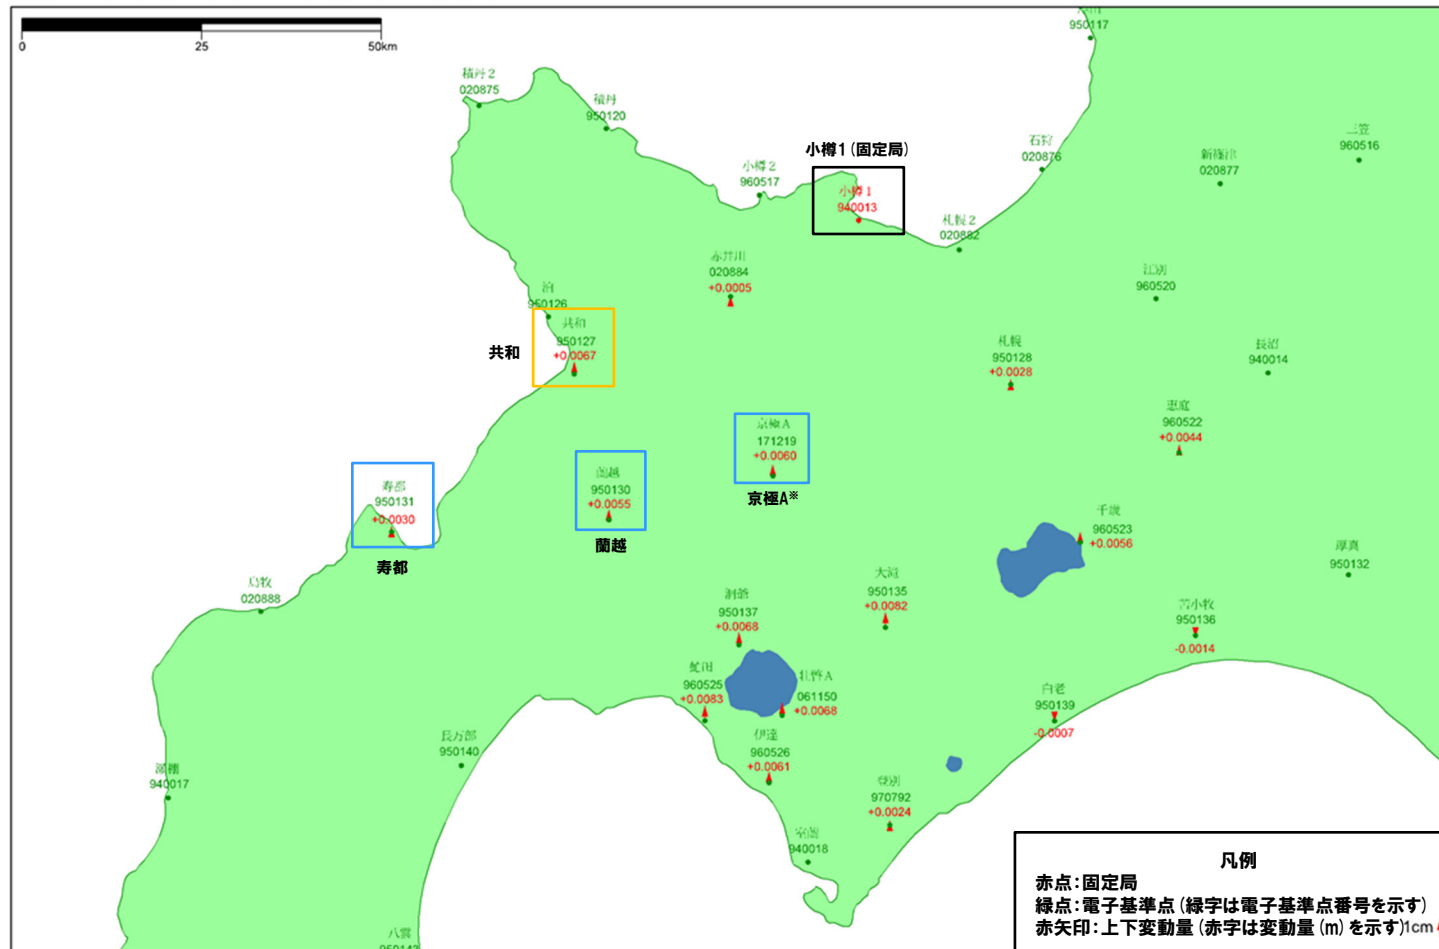 0
25
50km
950117
積丹２
020875
積丹
950120
小樽２
960517
小樽1(固定局)
小樽１
940013
石狩
020876
新篠津
020877
三笠
960516
札幌２
020882
赤井川
020884
+0.0005
江別
960520
泊
950126
共和
共和
950127
+0.0067
札幌
950128
+0.0028
長沼
940014
恵庭
960522
+0.0044
京極Ａ
171219
+0.0060
京極A※
蘭越
950130
+0.0055
蘭越
寿都
950131
+0.0030
寿都
千歳
960523
+0.0056
厚真
950132
島牧
020888
大滝
950135
+0.0082
洞爺
950137
+0.0068
苫小牧
950136
-0.0014
虻田
960525
+0.0083
壮瞥Ａ
061150
+0.0068
白老
950139
-0.0007
伊達
960526
+0.0061
長万部
950140
瀬棚
940017
登別
970792
+0.0024
室蘭
940018
八雲
950143
凡例
赤点：固定局
緑点：電子基準点(緑字は電子基準点番号を示す)
赤矢印：上下変動量(赤字は変動量(m)を示す)1cm